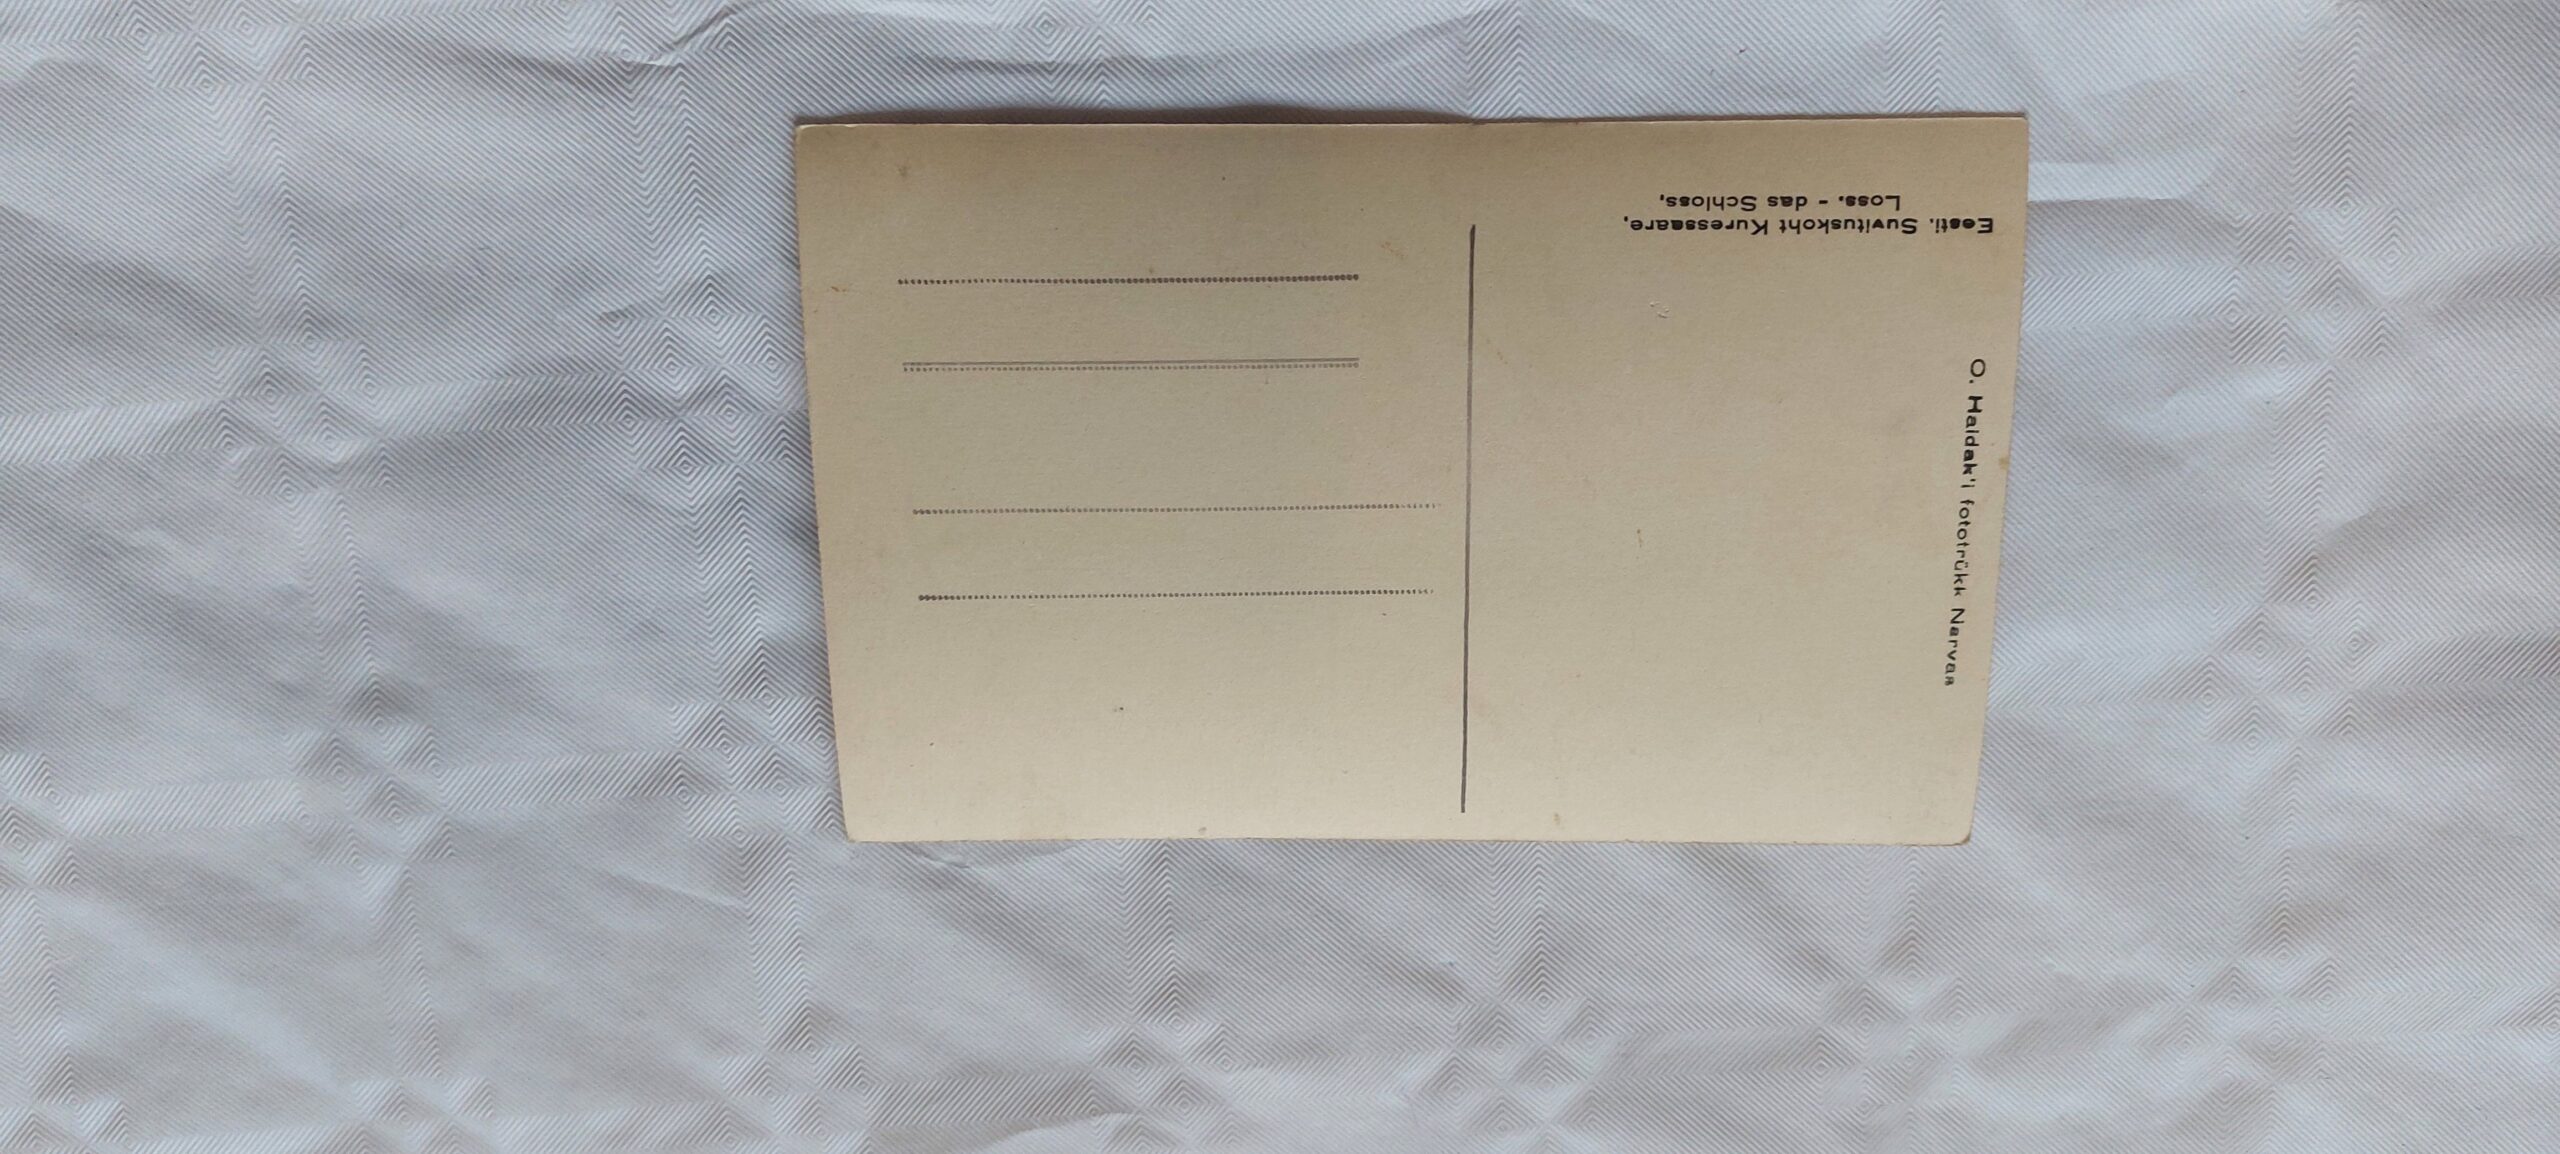 Eesti. Suvituskoht Kuressaare,
Loss. - das Schloss,
O. Haidak'i fototrükk Narvas